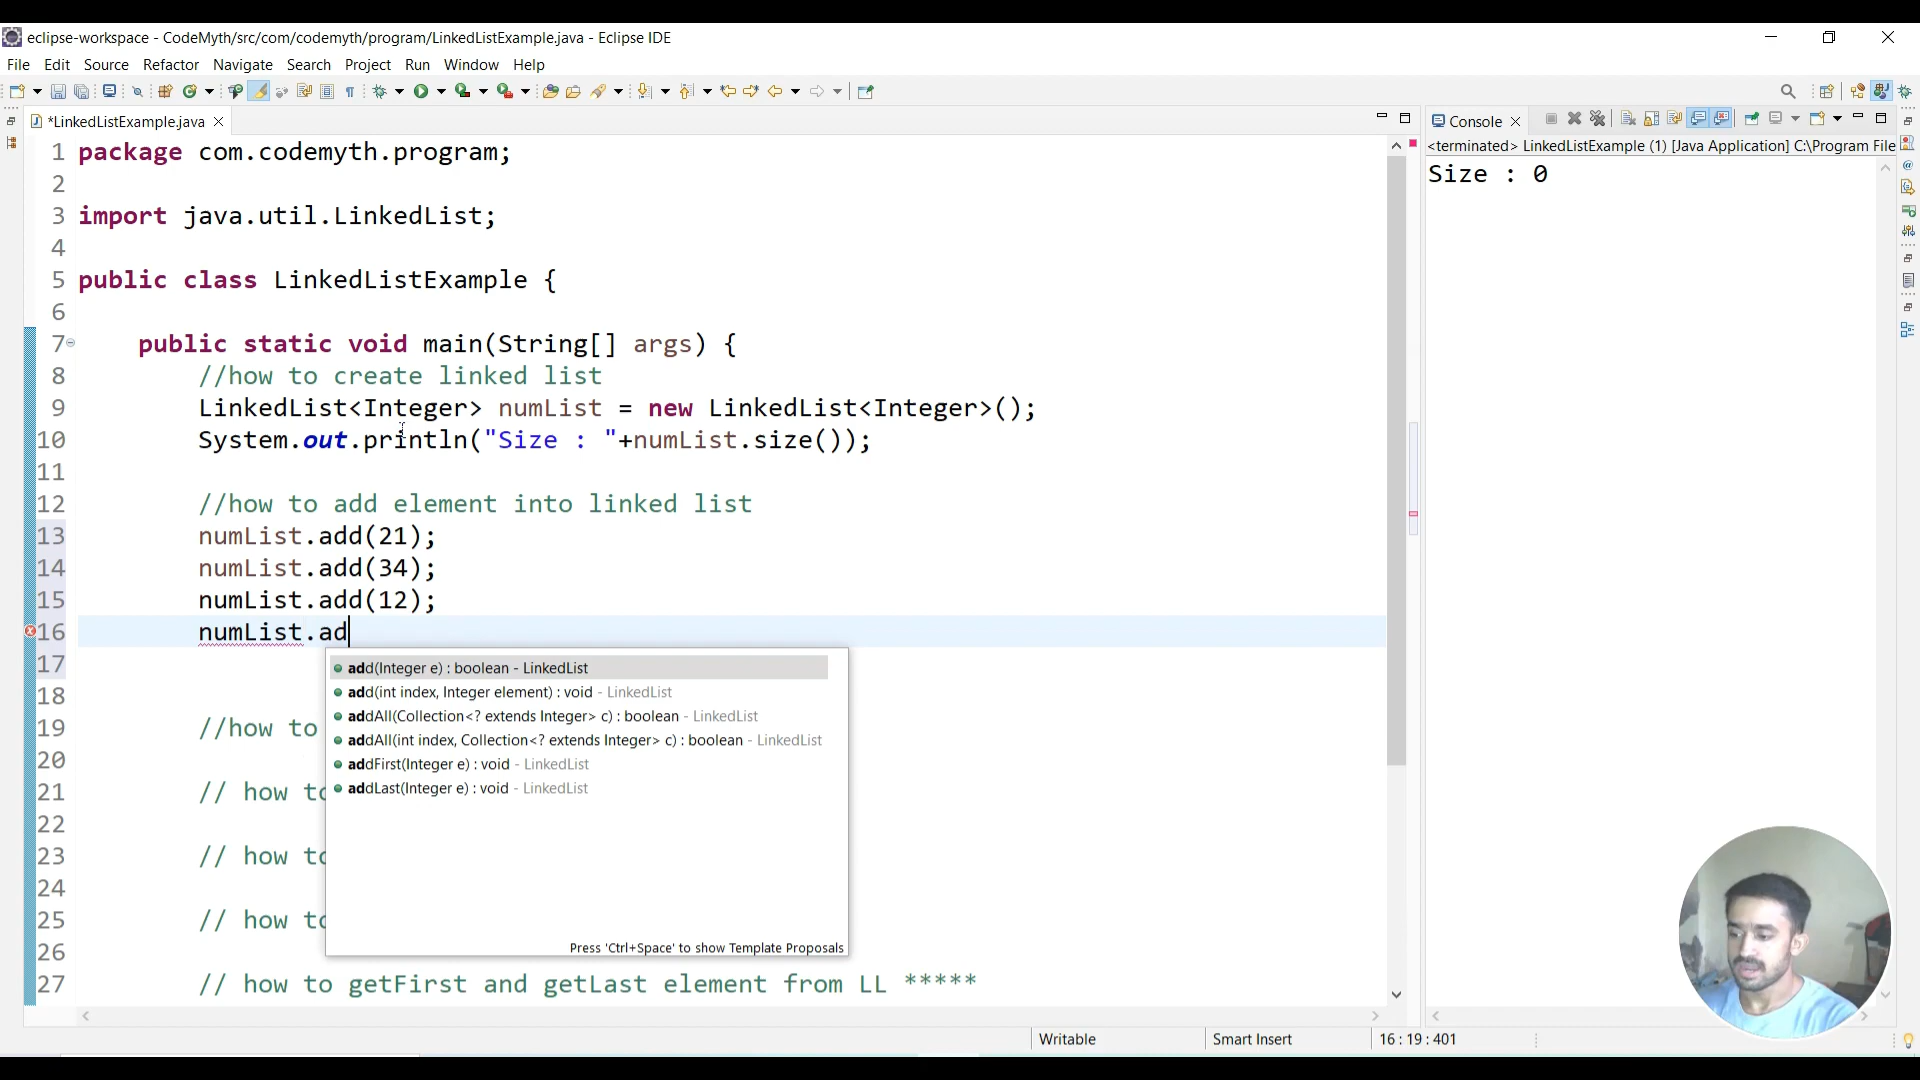 eclipse-workspace - CodeMyth/src/com/codemyth/program/LinkedListExample.java - Eclipse IDE
File Edit Source Refactor Navigate Search Project Run Window Help
*LinkedListExample.java
Console
<terminated> LinkedListExample (1) [Java Application] C:\Program File
Size : 0
1 package com.codemyth.program;
2
3 import java.util.LinkedList;
4
5 public class LinkedListExample {
6
7 public static void main(String[] args) {
8 //how to create linked list
9 LinkedList<Integer> numList = new LinkedList<Integer>();
10 System.out.println("Size : "+numList.size());
11
12 //how to add element into linked list
13 numList.add(21);
14 numList.add(34);
15 numList.add(12);
16 numList.ad
17
18
19 //how to
20
21 // how to
22
23 // how to
24
25 // how to
26
27 // how to getFirst and getLast element from LL *****
add(Integer e) : boolean - LinkedList
add(int index, Integer element) : void - LinkedList
addAll(Collection<? extends Integer> c) : boolean - LinkedList
addAll(int index, Collection<? extends Integer> c) : boolean - LinkedList
addFirst(Integer e) : void - LinkedList
addLast(Integer e) : void - LinkedList
Press 'Ctrl+Space' to show Template Proposals
Writable Smart Insert 16 : 19 : 401